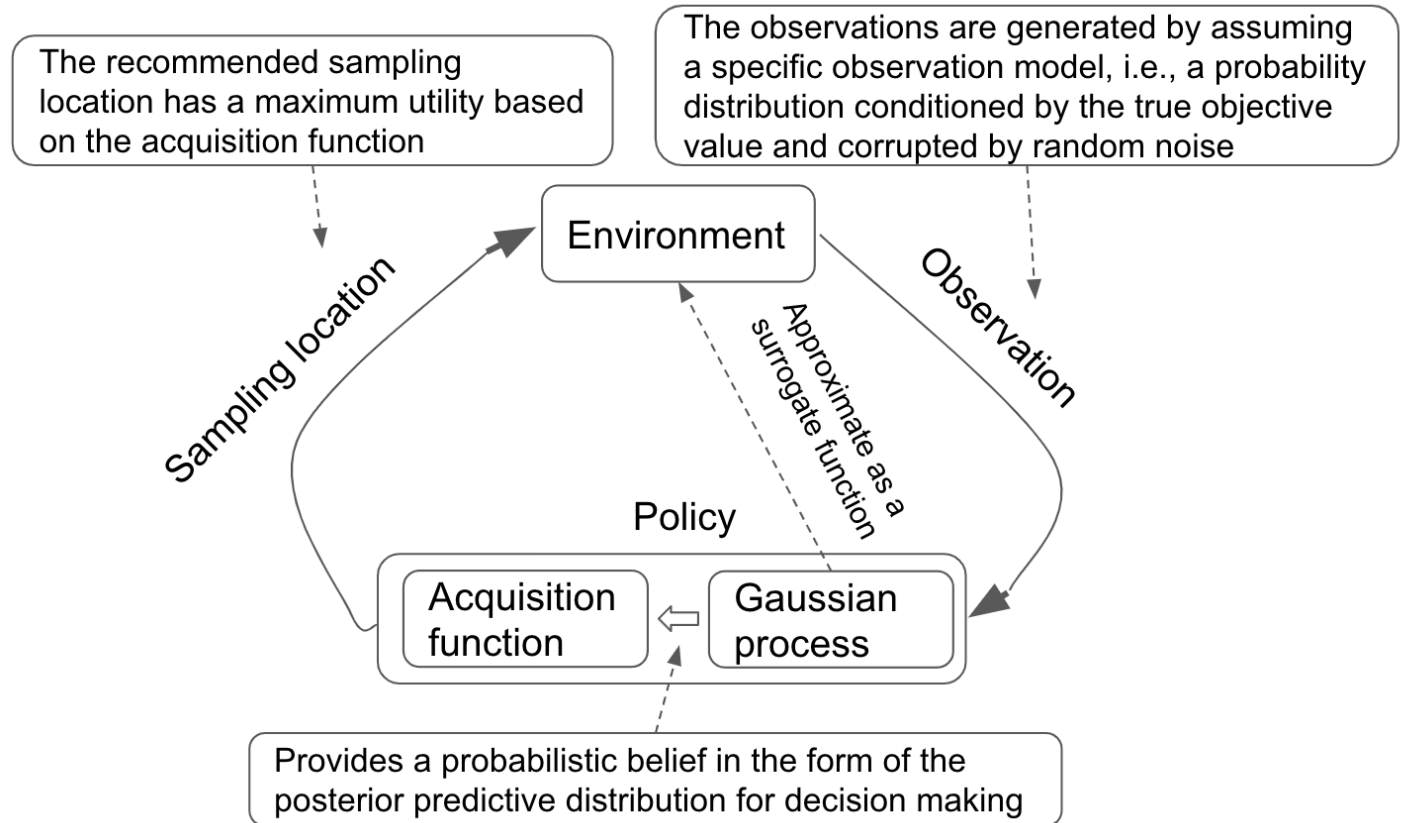 The recommended sampling
location has a maximum utility based
on the acquisition function
The observations are generated by assuming
a specific observation model, i.e., a probability
distribution conditioned by the true objective
value and corrupted by random noise
Environment
Sampling location
Observation
Approximate as a
surrogate function
Policy
Acquisition
function
Gaussian
process
Provides a probabilistic belief in the form of the
posterior predictive distribution for decision making